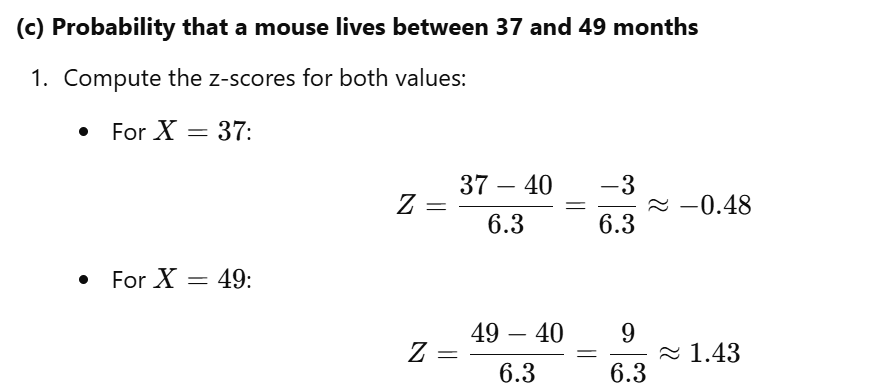 (c) Probability that a mouse lives between 37 and 49 months
1. Compute the z-scores for both values:
• For X = 37:
Z = \frac{37 − 40}{6.3} = \frac{−3}{6.3} ≈ −0.48
• For X = 49:
Z = \frac{49 − 40}{6.3} = \frac{9}{6.3} ≈ 1.43